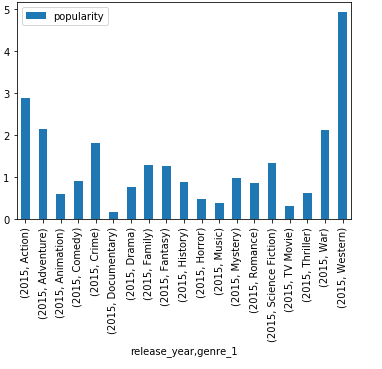 popularity
5
4
3
2
1
0
(2015, Action)
(2015, Adventure)
(2015, Animation)
(2015, Comedy)
(2015, Crime)
(2015, Documentary)
(2015, Drama)
(2015, Family)
(2015, Fantasy)
(2015, History)
(2015, Horror)
(2015, Music)
(2015, Mystery)
(2015, Romance)
(2015, Science Fiction)
(2015, TV Movie)
(2015, Thriller)
(2015, War)
(2015, Western)
release_year,genre_1